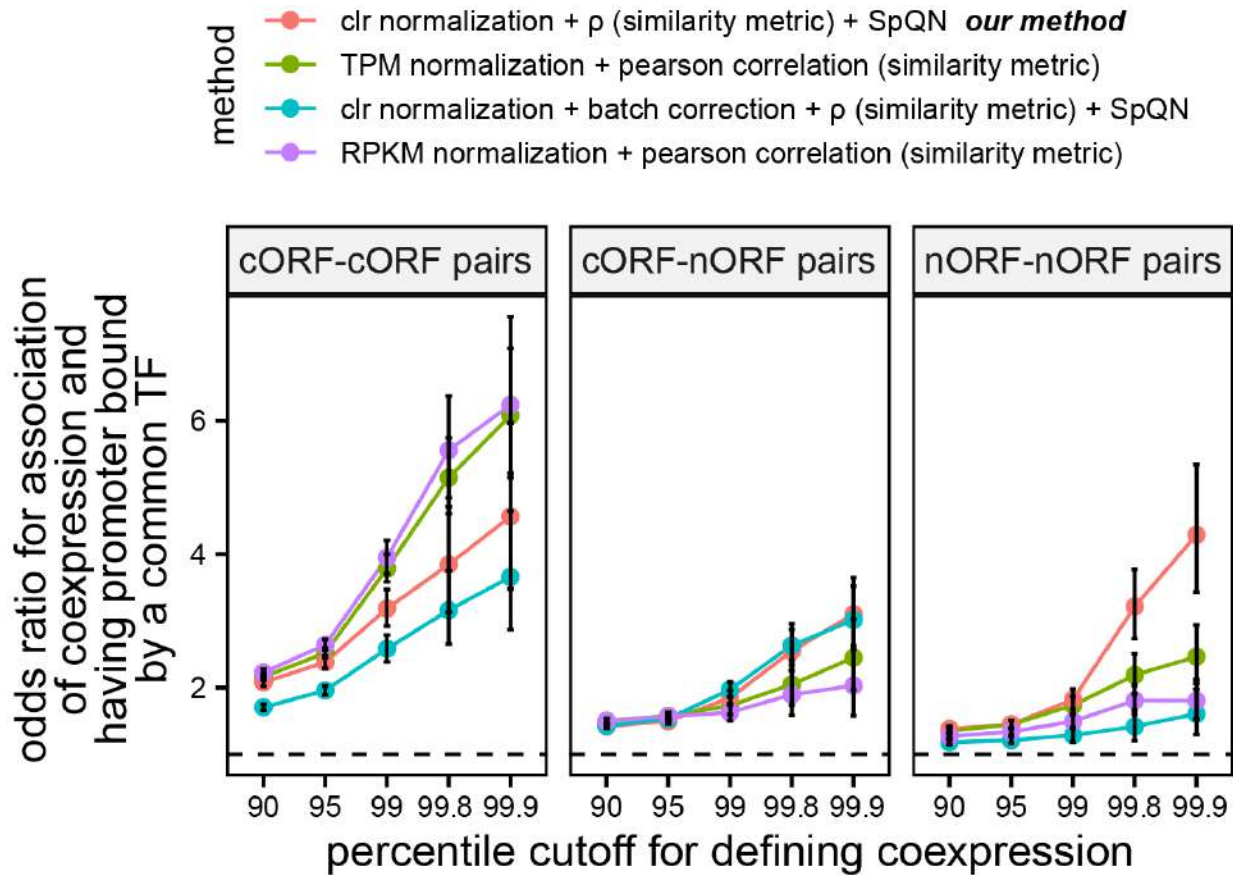 method
clr normalization + ρ (similarity metric) + SpQN our method
TPM normalization + pearson correlation (similarity metric)
clr normalization + batch correction + ρ (similarity metric) + SpQN
RPKM normalization + pearson correlation (similarity metric)
cORF-cORF pairs
cORF-nORF pairs
nORF-nORF pairs
odds ratio for association
of coexpression and
having promoter bound
by a common TF
6
4
2
90 95 99 99.8 99.9
90 95 99 99.8 99.9
90 95 99 99.8 99.9
percentile cutoff for defining coexpression